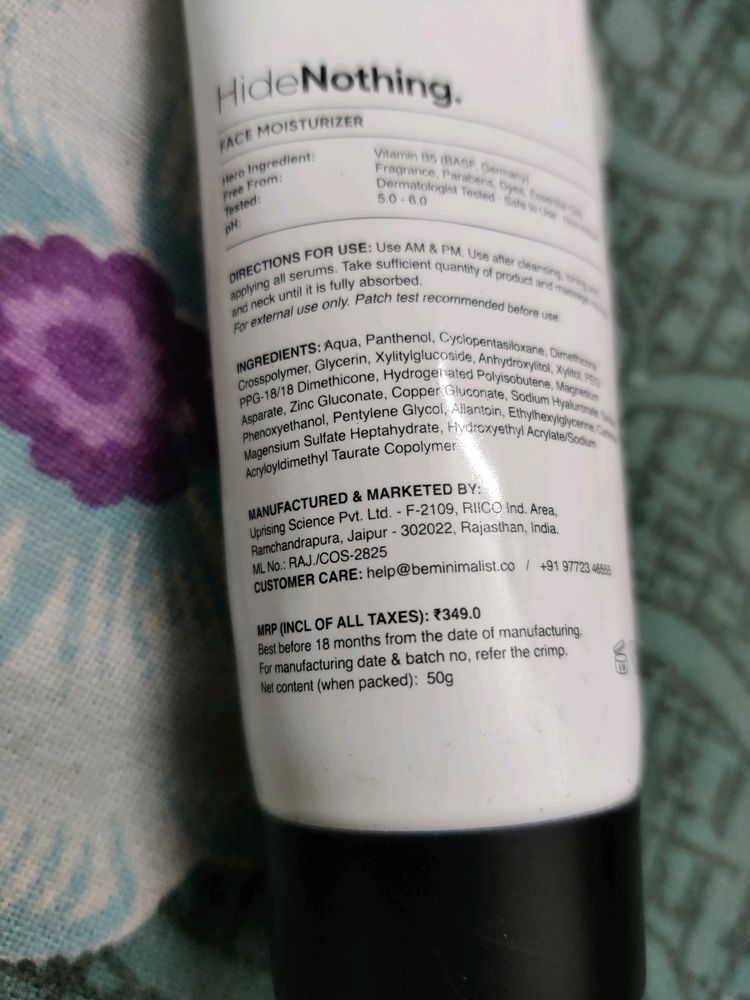 HideNothing.
FACE MOISTURIZER
Hero Ingredient: Vitamin B5 (BASF, Germany)
Free From: Fragrance, Parabens, Dyes, Essential Oils
Tested: Dermatologist Tested - Safe to Use
pH: 5.0 - 6.0
DIRECTIONS FOR USE: Use AM & PM. Use after cleansing, toning and
applying all serums. Take sufficient quantity of product and massage
and neck until it is fully absorbed.
For external use only. Patch test recommended before use.
INGREDIENTS: Aqua, Panthenol, Cyclopentasiloxane, Dimethicone
Crosspolymer, Glycerin, Xylitylglucoside, Anhydroxylitol, Xylitol,
PPG-18/18 Dimethicone, Hydrogenated Polyisobutene, Magnesium
Asparate, Zinc Gluconate, Copper Gluconate, Sodium Hyaluronate,
Phenoxyethanol, Pentylene Glycol, Allantoin, Ethylhexylglycerine,
Magensium Sulfate Heptahydrate, Hydroxyethyl Acrylate/Sodium
Acryloyldimethyl Taurate Copolymer
MANUFACTURED & MARKETED BY:
Uprising Science Pvt. Ltd. - F-2109, RIICO Ind. Area,
Ramchandrapura, Jaipur - 302022, Rajasthan, India.
ML No.: RAJ./COS-2825
CUSTOMER CARE: help@beminimalist.co / +91 97723 46555
MRP (INCL OF ALL TAXES): ₹349.0
Best before 18 months from the date of manufacturing.
For manufacturing date & batch no, refer the crimp.
Net content (when packed): 50g